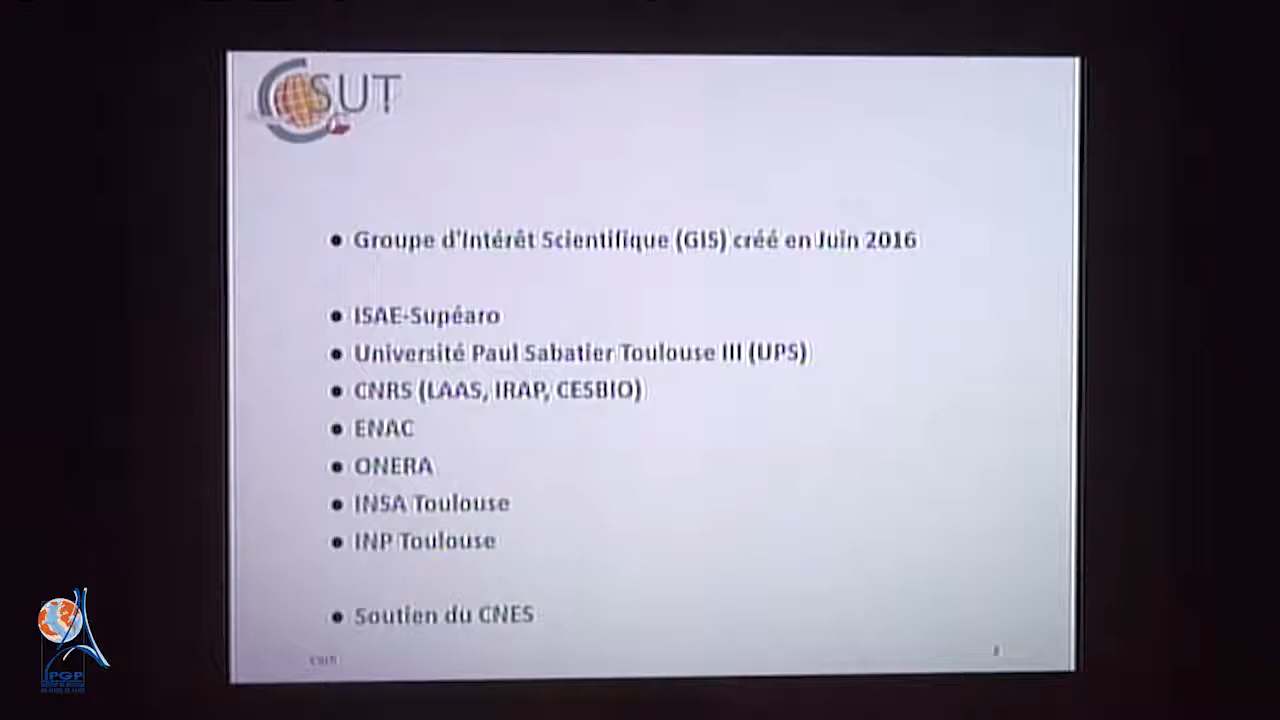 CSUT
Groupe d'Intérêt Scientifique (GIS) créé en Juin 2016
ISAE-Supéaro
Université Paul Sabatier Toulouse III (UPS)
CNRS (LAAS, IRAP, CESBIO)
ENAC
ONERA
INSA Toulouse
INP Toulouse
Soutien du CNES
2
IPGP